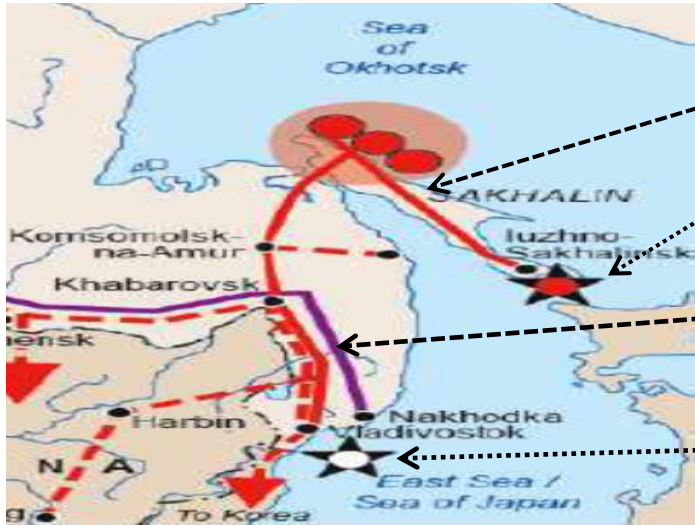 Sea
of
Okhotsk
SAKHALIN
Iuzhno-
Sakhalinsk
Komsomolsk-
na-Amur
Khabarovsk
Harbin
Nakhodka
Vladivostok
N A
East Sea /
Sea of Japan
To Korea